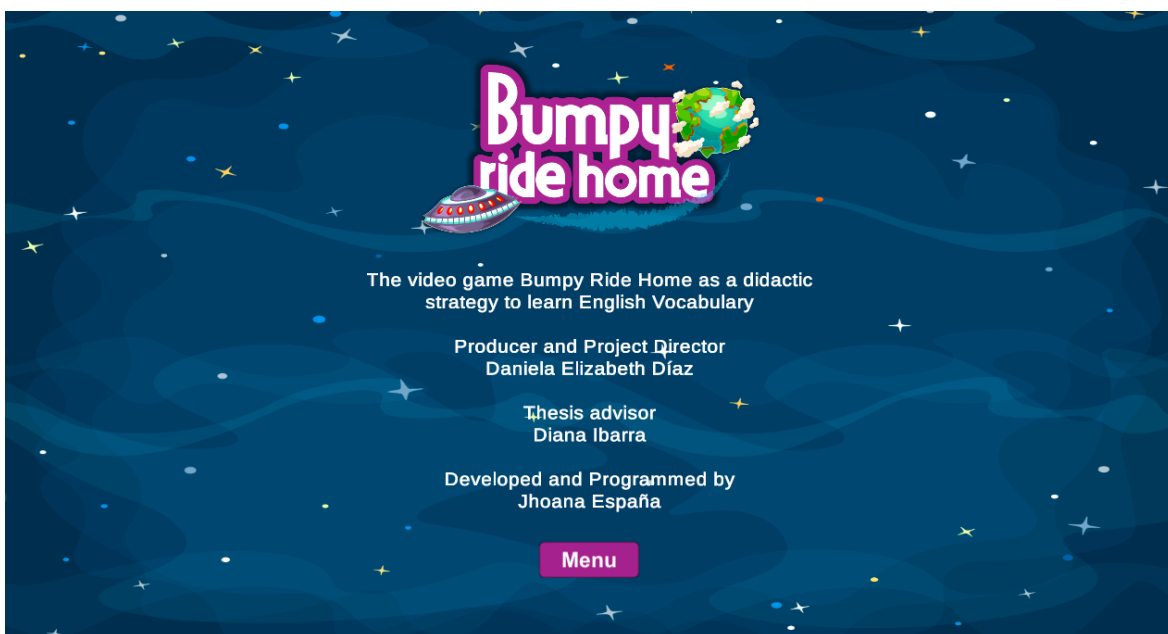 Bumpy
ride home
The video game Bumpy Ride Home as a didactic
strategy to learn English Vocabulary
Producer and Project Director
Daniela Elizabeth Díaz
Thesis advisor
Diana Ibarra
Developed and Programmed by
Jhoana España
Menu